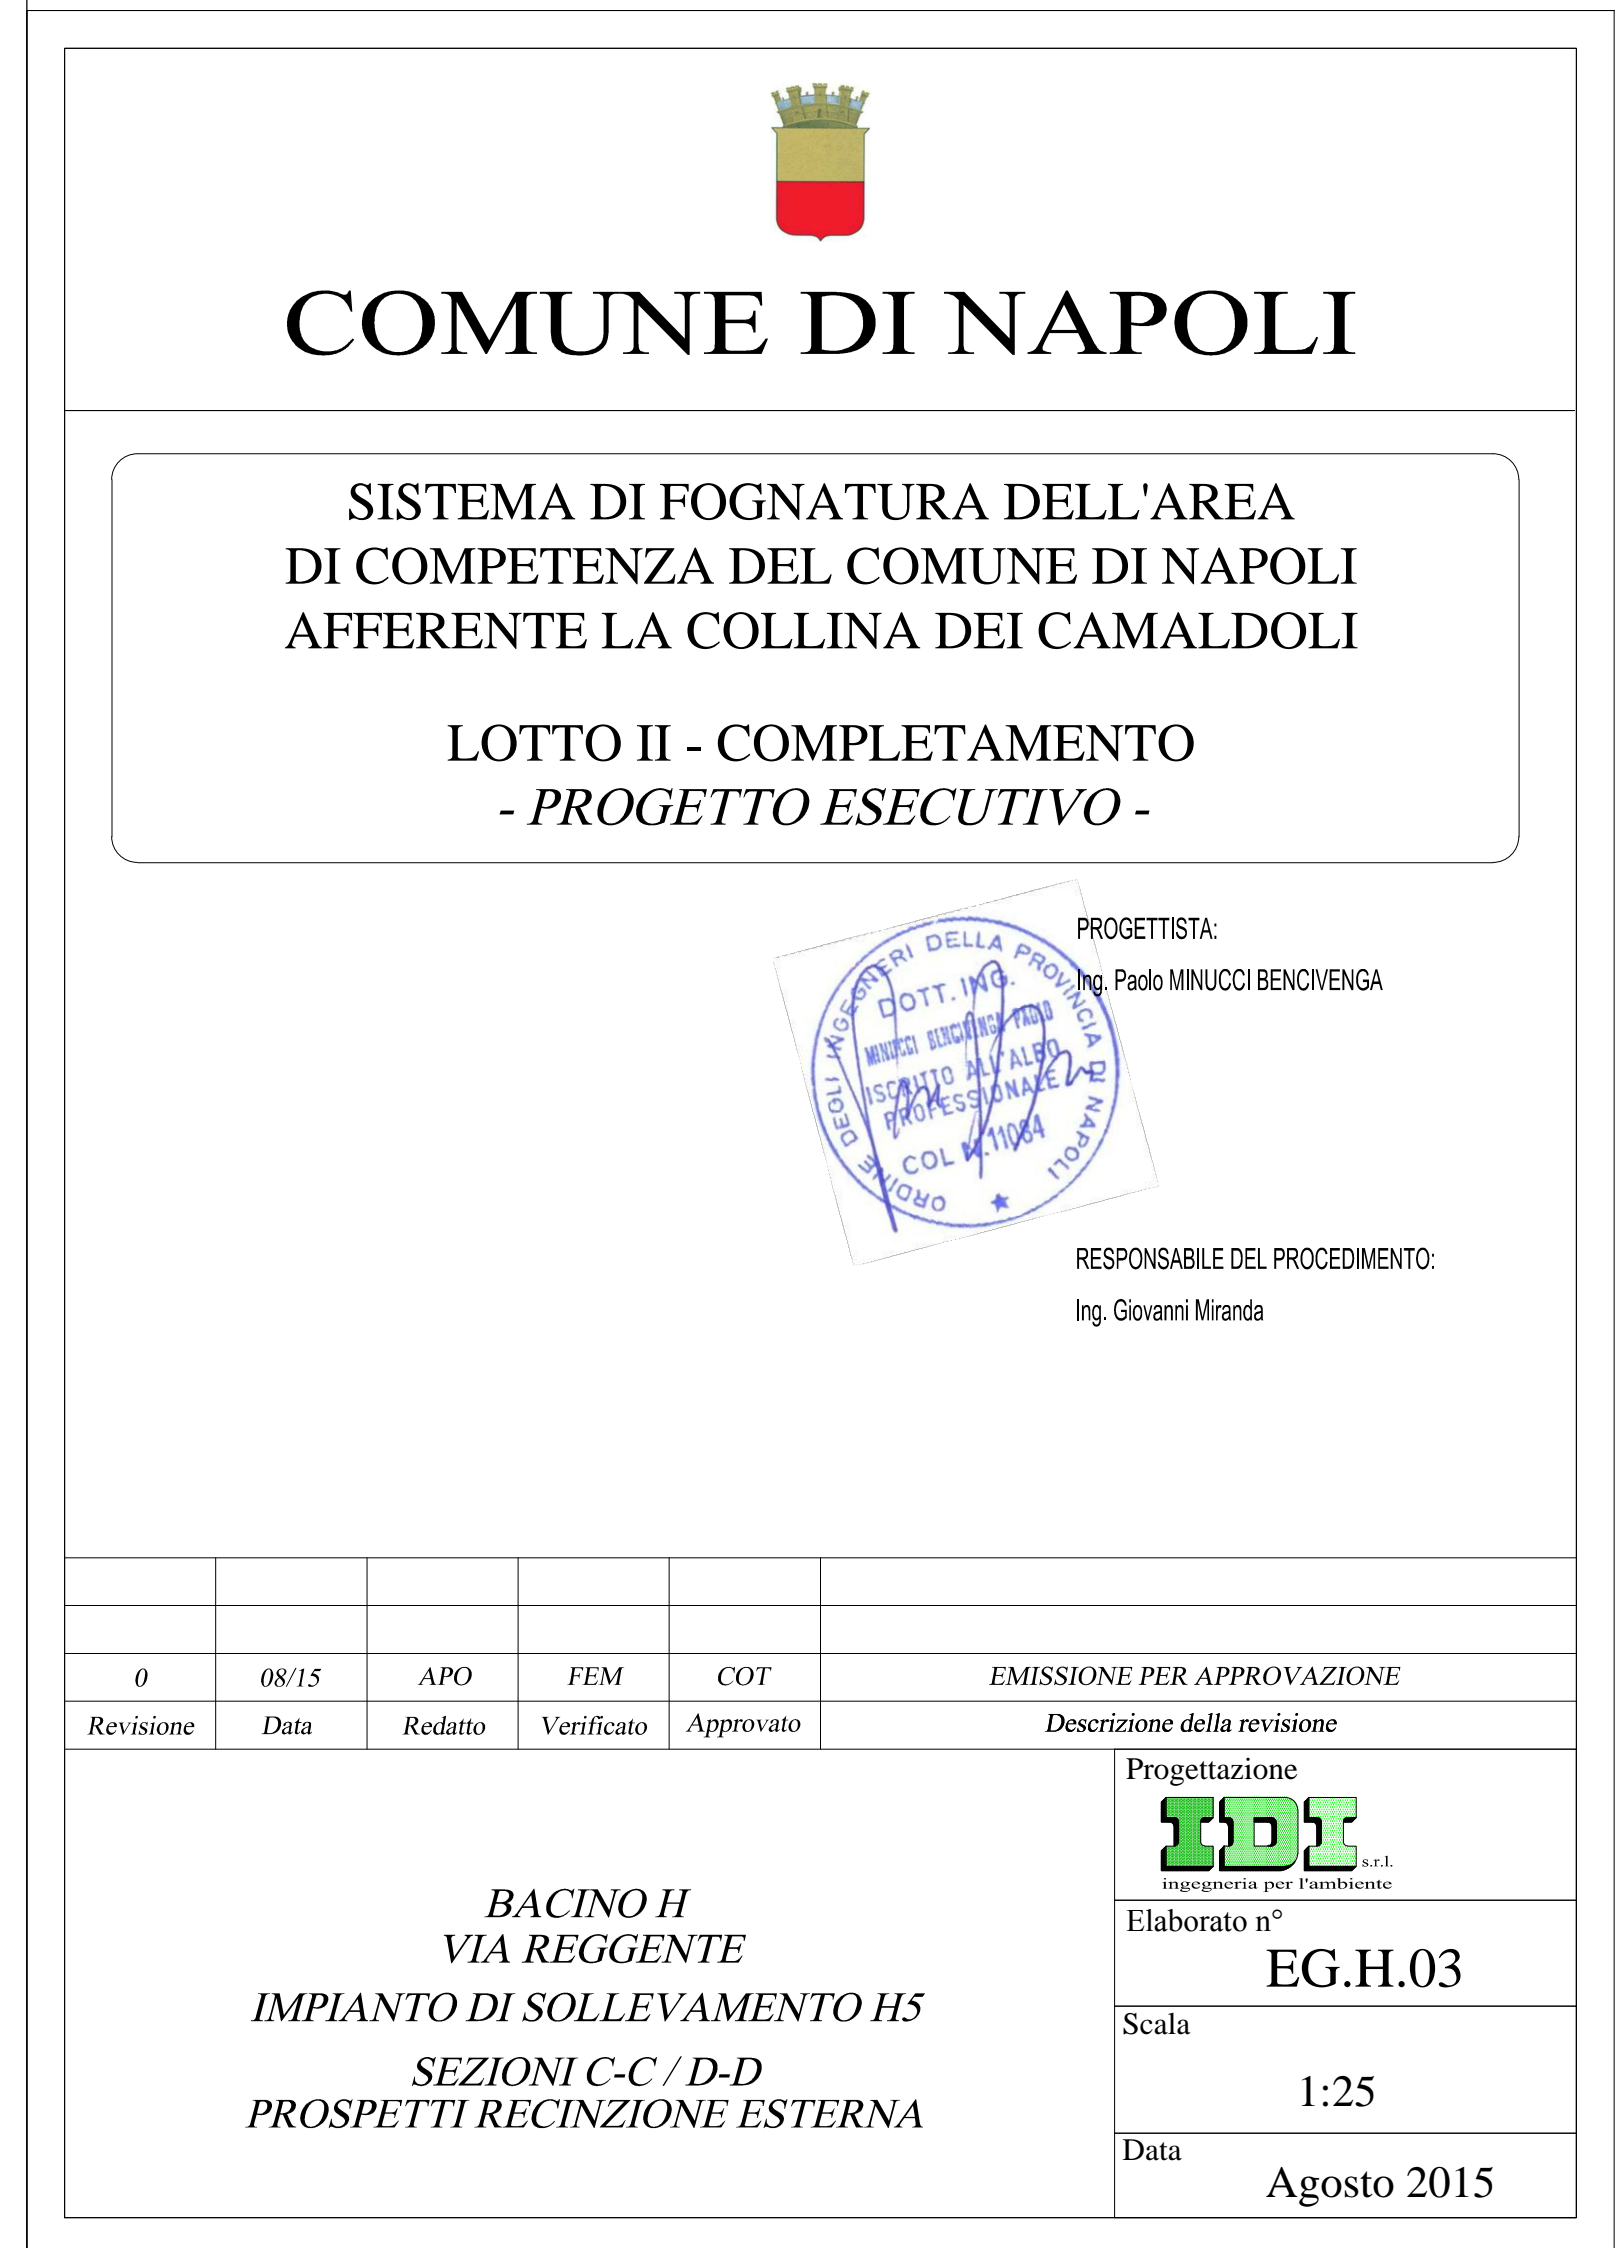 COMUNE DI NAPOLI
SISTEMA DI FOGNATURA DELL'AREA
DI COMPETENZA DEL COMUNE DI NAPOLI
AFFERENTE LA COLLINA DEI CAMALDOLI
LOTTO II - COMPLETAMENTO
- PROGETTO ESECUTIVO -
PROGETTISTA:
Ing. Paolo MINUCCI BENCIVENGA
ORDINE DEGLI INGEGNERI DELLA PROVINCIA DI NAPOLI
DOTT. ING.
MINUCCI BENCIVENGA PAOLO
ISCRITTO ALL'ALBO
PROFESSIONALE
COL N. 11084
RESPONSABILE DEL PROCEDIMENTO:
Ing. Giovanni Miranda
0 08/15 APO FEM COT EMISSIONE PER APPROVAZIONE
Revisione Data Redatto Verificato Approvato Descrizione della revisione
BACINO H
VIA REGGENTE
IMPIANTO DI SOLLEVAMENTO H5
SEZIONI C-C / D-D
PROSPETTI RECINZIONE ESTERNA
Progettazione
IDI s.r.l.
ingegneria per l'ambiente
Elaborato n°
EG.H.03
Scala
1:25
Data
Agosto 2015